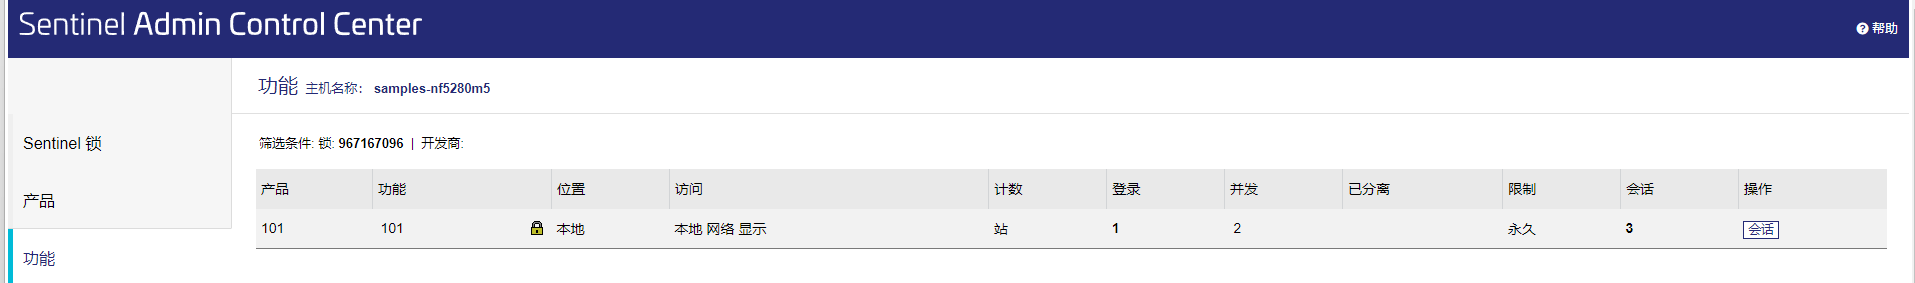 Sentinel Admin Control Center
帮助
功能 主机名称: samples-nf5280m5
Sentinel 锁
产品
功能
筛选条件: 锁: 967167096 | 开发商:
产品 功能 位置 访问 计数 登录 并发 已分离 限制 会话 操作
101 101 本地 本地 网络 显示 站 1 2 永久 3 会话